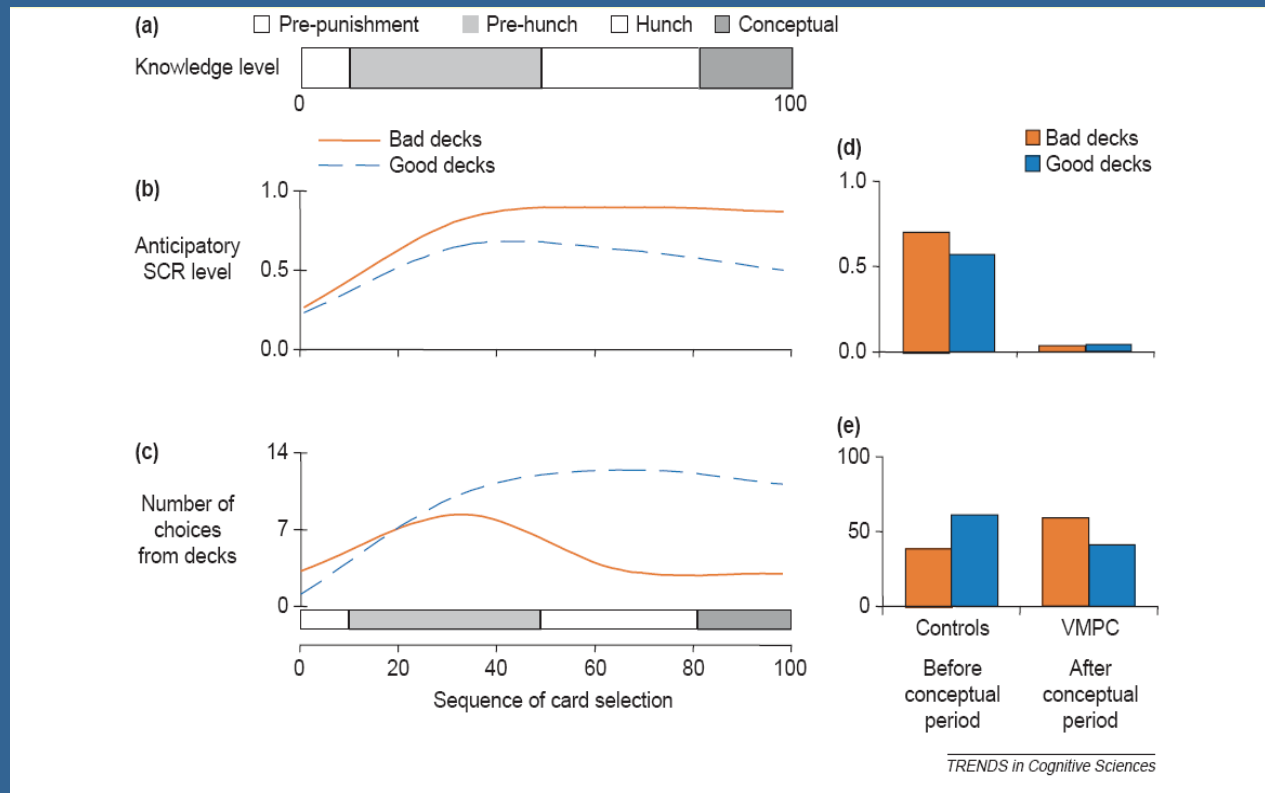 (a)
Pre-punishment Pre-hunch Hunch Conceptual
Knowledge level
0 100
Bad decks
Good decks
(b)
1.0
Anticipatory
SCR level
0.5
0.0
(d)
Bad decks
Good decks
1.0
0.5
0.0
(c)
14
Number of
choices
from decks
7
0
0 20 40 60 80 100
Sequence of card selection
(e)
100
50
0
Controls VMPC
Before
conceptual
period
After
conceptual
period
TRENDS in Cognitive Sciences